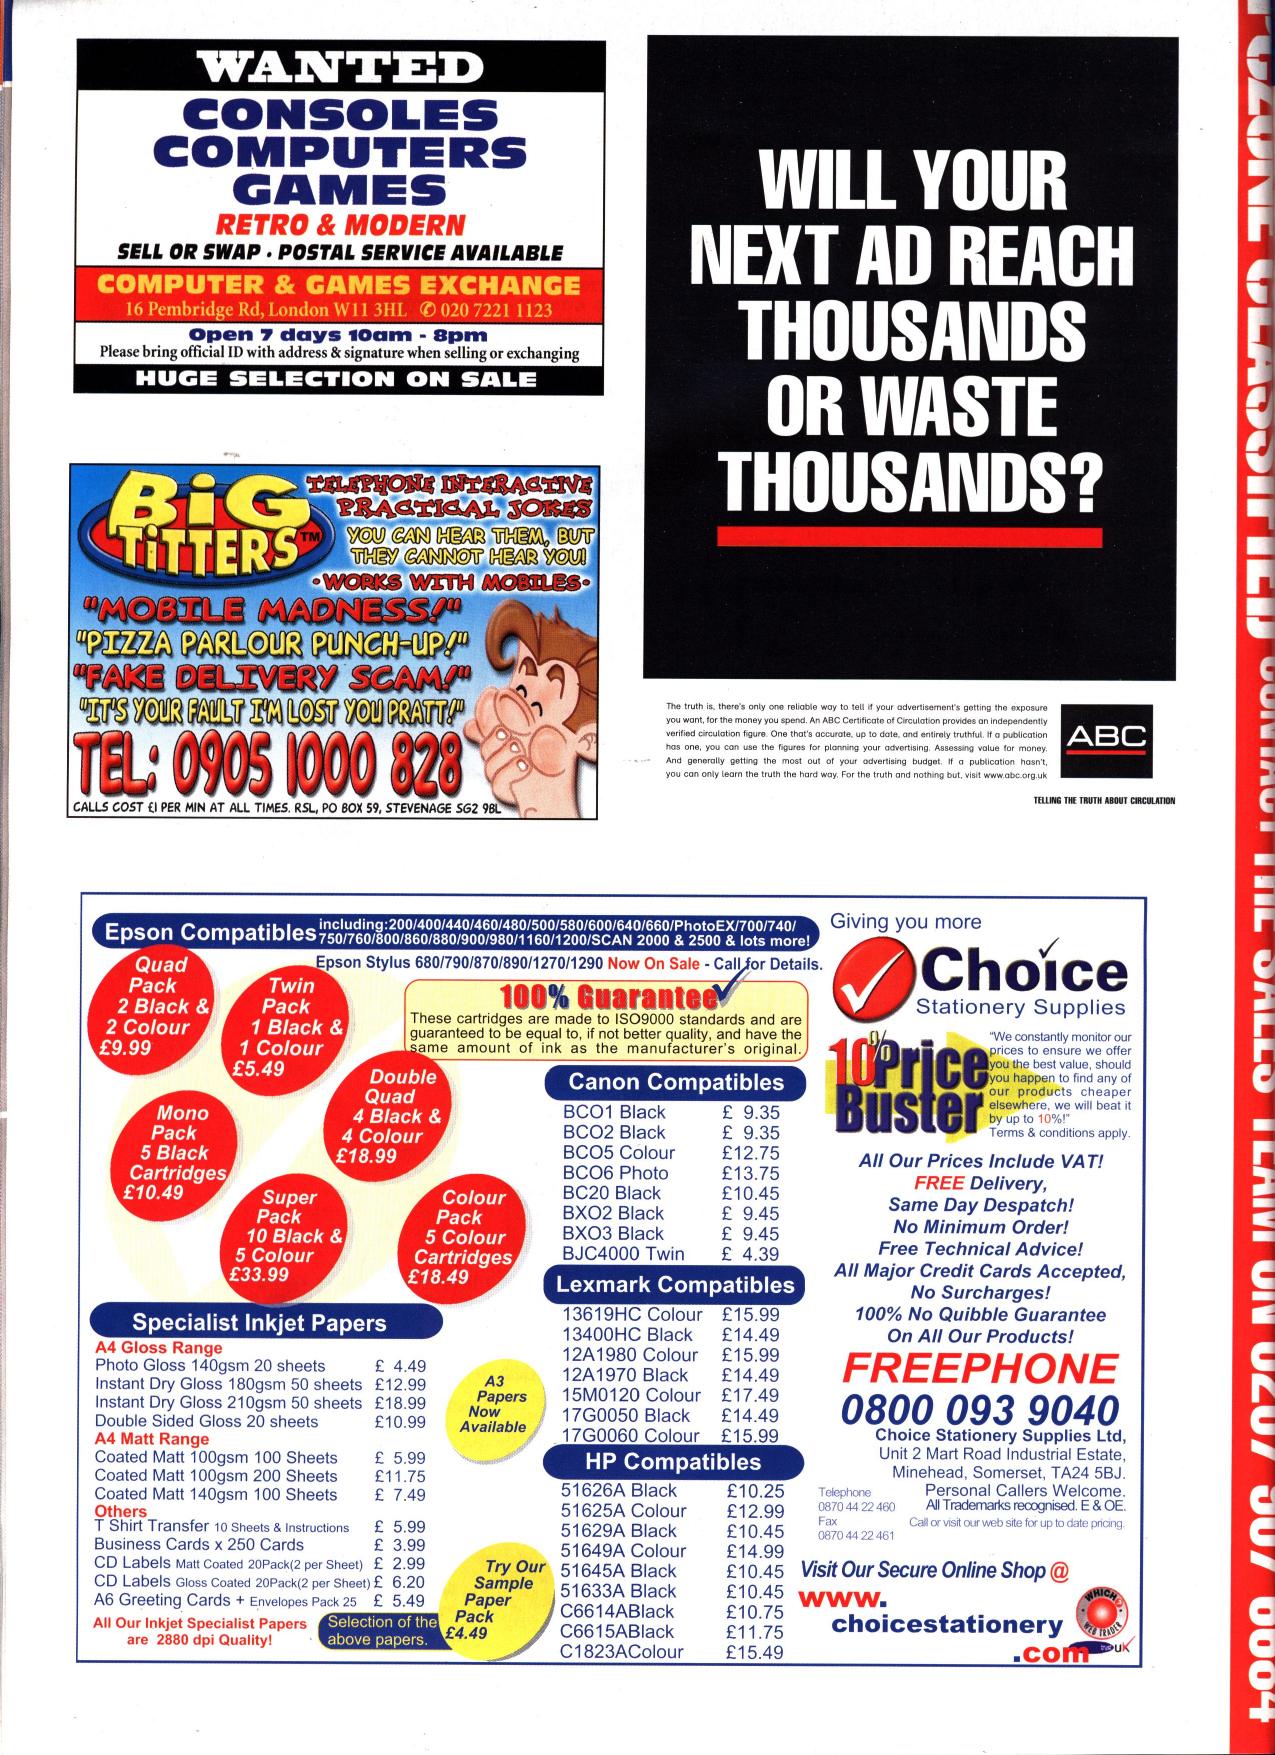 WANTED
CONSOLES
COMPUTERS
GAMES
RETRO & MODERN
SELL OR SWAP · POSTAL SERVICE AVAILABLE
COMPUTER & GAMES EXCHANGE
16 Pembridge Rd, London W11 3HL ✆ 020 7221 1123
Open 7 days 10am - 8pm
Please bring official ID with address & signature when selling or exchanging
HUGE SELECTION ON SALE
WILL YOUR
NEXT AD REACH
THOUSANDS
OR WASTE
THOUSANDS?
The truth is, there's only one reliable way to tell if your advertisement's getting the exposure
you want, for the money you spend. An ABC Certificate of Circulation provides an independently
verified circulation figure. One that's accurate, up to date, and entirely truthful. If a publication
has one, you can use the figures for planning your advertising. Assessing value for money.
And generally getting the most out of your advertising budget. If a publication hasn't,
you can only learn the truth the hard way. For the truth and nothing but, visit www.abc.org.uk
ABC
TELLING THE TRUTH ABOUT CIRCULATION
BiG
TiTTERS™
TELEPHONE INTERACTIVE
PRACTICAL JOKES
YOU CAN HEAR THEM, BUT
THEY CANNOT HEAR YOU!
·WORKS WITH MOBILES·
"MOBILE MADNESS!"
"PIZZA PARLOUR PUNCH-UP!"
"FAKE DELIVERY SCAM!"
"IT'S YOUR FAULT I'M LOST YOU PRATT!"
TEL: 0905 1000 828
CALLS COST £1 PER MIN AT ALL TIMES. RSL, PO BOX 59, STEVENAGE SG2 9BL
Epson Compatibles
including:200/400/440/460/480/500/580/600/640/660/PhotoEX/700/740/
750/760/800/860/880/900/980/1160/1200/SCAN 2000 & 2500 & lots more!
Epson Stylus 680/790/870/890/1270/1290 Now On Sale - Call for Details.
Quad
Pack
2 Black &
2 Colour
£9.99
Twin
Pack
1 Black &
1 Colour
£5.49
100% Guarantee
These cartridges are made to ISO9000 standards and are
guaranteed to be equal to, if not better quality, and have the
same amount of ink as the manufacturer's original.
Double
Quad
4 Black &
4 Colour
£18.99
Mono
Pack
5 Black
Cartridges
£10.49
Super
Pack
10 Black &
5 Colour
£33.99
Colour
Pack
5 Colour
Cartridges
£18.49
Specialist Inkjet Papers
A4 Gloss Range
Photo Gloss 140gsm 20 sheets £ 4.49
Instant Dry Gloss 180gsm 50 sheets £12.99
Instant Dry Gloss 210gsm 50 sheets £18.99
Double Sided Gloss 20 sheets £10.99
A4 Matt Range
Coated Matt 100gsm 100 Sheets £ 5.99
Coated Matt 100gsm 200 Sheets £11.75
Coated Matt 140gsm 100 Sheets £ 7.49
Others
T Shirt Transfer 10 Sheets & Instructions £ 5.99
Business Cards x 250 Cards £ 3.99
CD Labels Matt Coated 20Pack(2 per Sheet) £ 2.99
CD Labels Gloss Coated 20Pack(2 per Sheet) £ 6.20
A6 Greeting Cards + Envelopes Pack 25 £ 5.49
All Our Inkjet Specialist Papers
are 2880 dpi Quality!
Selection of the
above papers.
A3
Papers
Now
Available
Try Our
Sample
Paper
Pack
£4.49
Canon Compatibles
BCO1 Black £ 9.35
BCO2 Black £ 9.35
BCO5 Colour £12.75
BCO6 Photo £13.75
BC20 Black £10.45
BXO2 Black £ 9.45
BXO3 Black £ 9.45
BJC4000 Twin £ 4.39
Lexmark Compatibles
13619HC Colour £15.99
13400HC Black £14.49
12A1980 Colour £15.99
12A1970 Black £14.49
15M0120 Colour £17.49
17G0050 Black £14.49
17G0060 Colour £15.99
HP Compatibles
51626A Black £10.25
51625A Colour £12.99
51629A Black £10.45
51649A Colour £14.99
51645A Black £10.45
51633A Black £10.45
C6614ABlack £10.75
C6615ABlack £11.75
C1823AColour £15.49
Giving you more
Choice
Stationery Supplies
10% Price
Buster
"We constantly monitor our
prices to ensure we offer
you the best value, should
you happen to find any of
our products cheaper
elsewhere, we will beat it
by up to 10%!"
Terms & conditions apply.
All Our Prices Include VAT!
FREE Delivery,
Same Day Despatch!
No Minimum Order!
Free Technical Advice!
All Major Credit Cards Accepted,
No Surcharges!
100% No Quibble Guarantee
On All Our Products!
FREEPHONE
0800 093 9040
Choice Stationery Supplies Ltd,
Unit 2 Mart Road Industrial Estate,
Minehead, Somerset, TA24 5BJ.
Personal Callers Welcome.
All Trademarks recognised. E & OE.
Call or visit our web site for up to date pricing.
Telephone
0870 44 22 460
Fax
0870 44 22 461
Visit Our Secure Online Shop @
www.
choicestationery
.com
WHICH?
WEB TRADER
UK
PCZONE CLASSIFIED CONTACT THE SALES TEAM ON 0207 907 6664